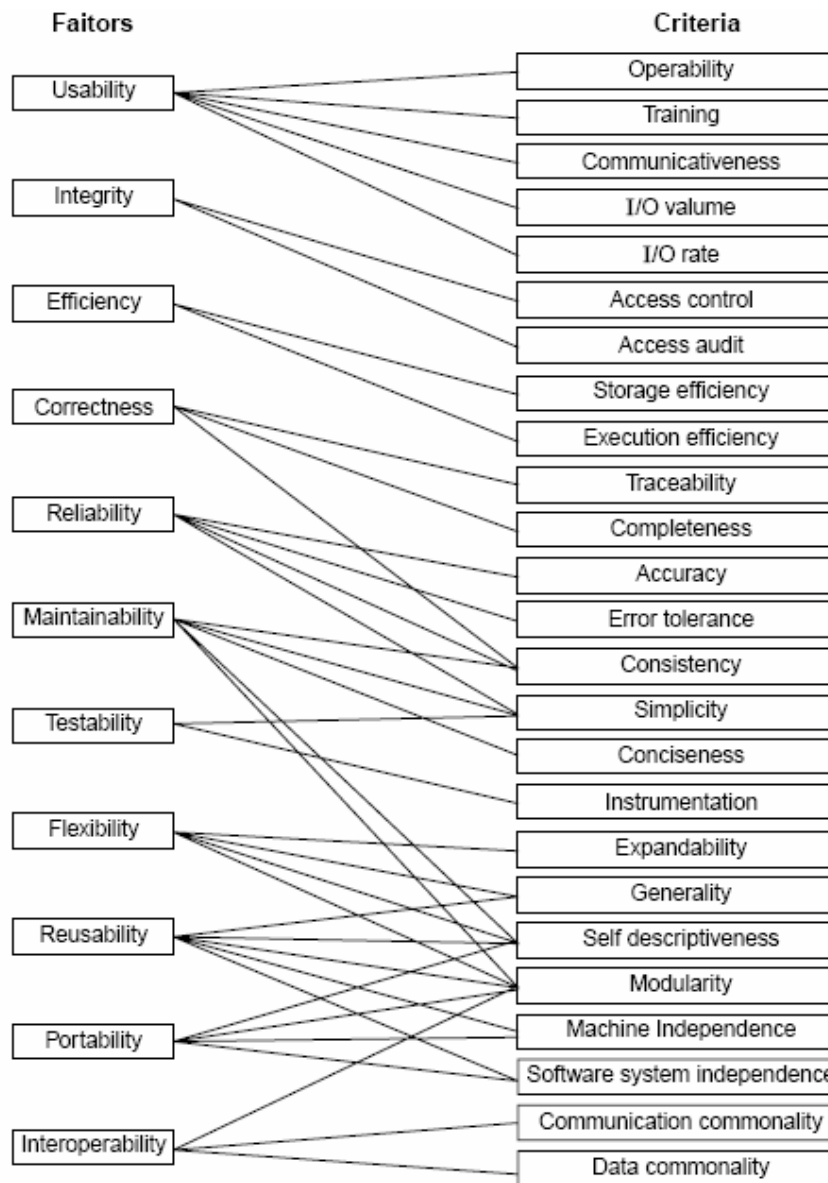 Faitors
Criteria
Usability
Integrity
Efficiency
Correctness
Reliability
Maintainability
Testability
Flexibility
Reusability
Portability
Interoperability
Operability
Training
Communicativeness
I/O valume
I/O rate
Access control
Access audit
Storage efficiency
Execution efficiency
Traceability
Completeness
Accuracy
Error tolerance
Consistency
Simplicity
Conciseness
Instrumentation
Expandability
Generality
Self descriptiveness
Modularity
Machine Independence
Software system independence
Communication commonality
Data commonality